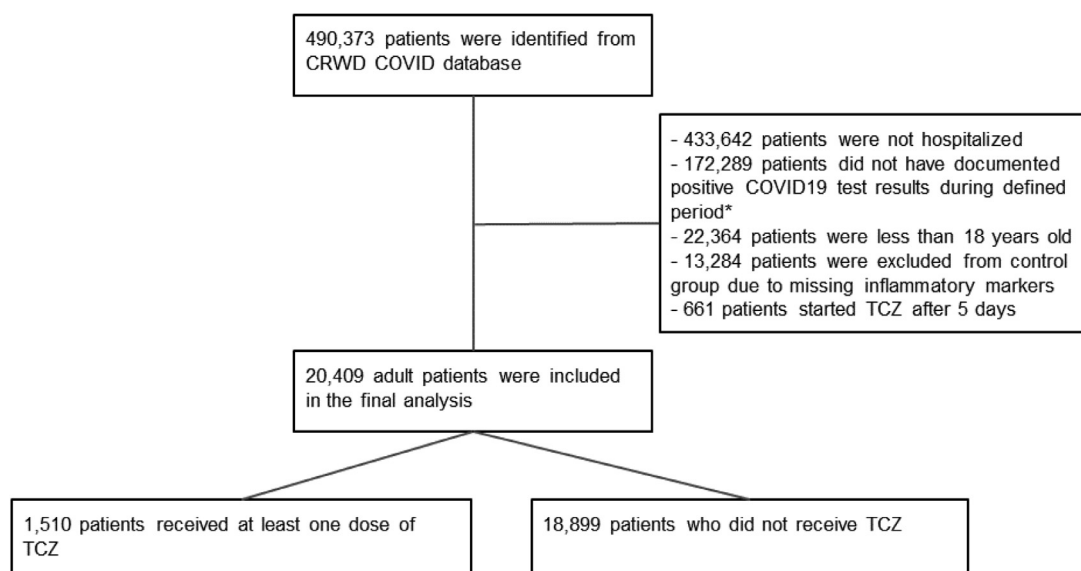 490,373 patients were identified from
CRWD COVID database
- 433,642 patients were not hospitalized
- 172,289 patients did not have documented
positive COVID19 test results during defined
period*
- 22,364 patients were less than 18 years old
- 13,284 patients were excluded from control
group due to missing inflammatory markers
- 661 patients started TCZ after 5 days
20,409 adult patients were included
in the final analysis
1,510 patients received at least one dose of
TCZ
18,899 patients who did not receive TCZ